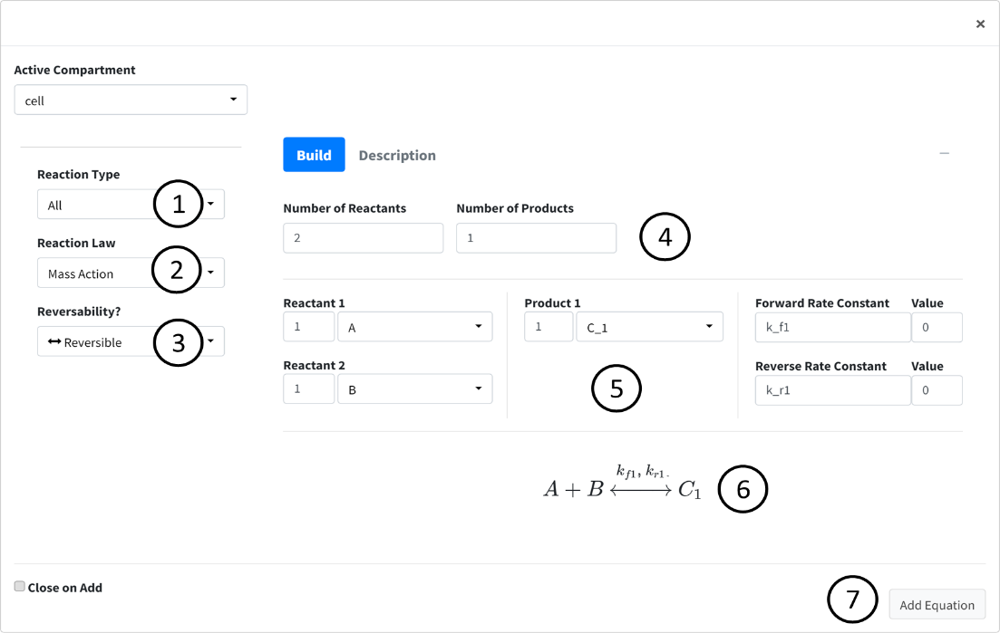 ×
Active Compartment
cell
Build Description
Reaction Type
All 1
Number of Reactants Number of Products
2 1 4
Reaction Law
Mass Action 2
Reversability?
Reversible 3
Reactant 1 Product 1 Forward Rate Constant Value
1 A 1 C_1 k_f1 0
Reactant 2 Reverse Rate Constant Value
1 B 5 k_r1 0
k_{f1}, k_{r1}.
A + B ⟷ C_1 6
Close on Add 7 Add Equation